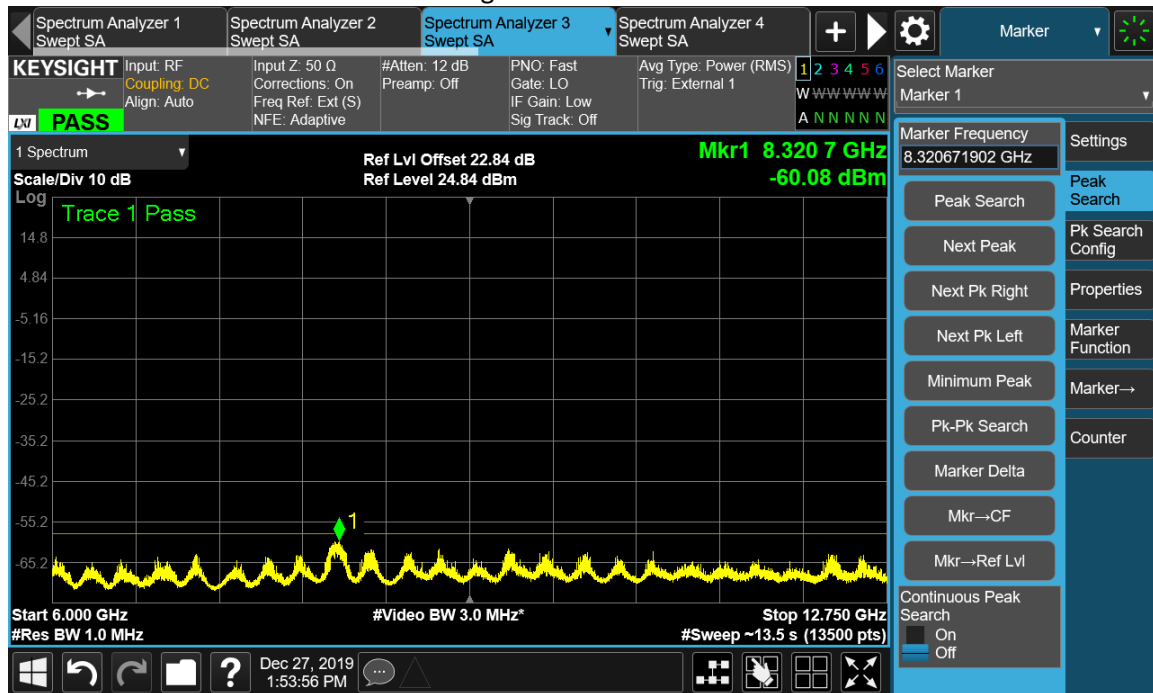 Spectrum Analyzer 1
Swept SA
Spectrum Analyzer 2
Swept SA
Spectrum Analyzer 3
Swept SA
Spectrum Analyzer 4
Swept SA
+
Marker
KEYSIGHT
LXI
PASS
Input: RF
Coupling: DC
Align: Auto
Input Z: 50 Ω
Corrections: On
Freq Ref: Ext (S)
NFE: Adaptive
#Atten: 12 dB
Preamp: Off
PNO: Fast
Gate: LO
IF Gain: Low
Sig Track: Off
Avg Type: Power (RMS)
Trig: External 1
1 2 3 4 5 6
W W W W W W
A N N N N N
Select Marker
Marker 1
1 Spectrum
Scale/Div 10 dB
Ref Lvl Offset 22.84 dB
Ref Level 24.84 dBm
Mkr1 8.320 7 GHz
-60.08 dBm
Log
Trace 1 Pass
14.8
4.84
-5.16
-15.2
-25.2
-35.2
-45.2
-55.2
-65.2
1
Start 6.000 GHz
#Res BW 1.0 MHz
#Video BW 3.0 MHz*
Stop 12.750 GHz
#Sweep ~13.5 s (13500 pts)
Marker Frequency
8.320671902 GHz
Peak Search
Next Peak
Next Pk Right
Next Pk Left
Minimum Peak
Pk-Pk Search
Marker Delta
Mkr→CF
Mkr→Ref Lvl
Continuous Peak
Search
On
Off
Settings
Peak
Search
Pk Search
Config
Properties
Marker
Function
Marker→
Counter
?
Dec 27, 2019
1:53:56 PM